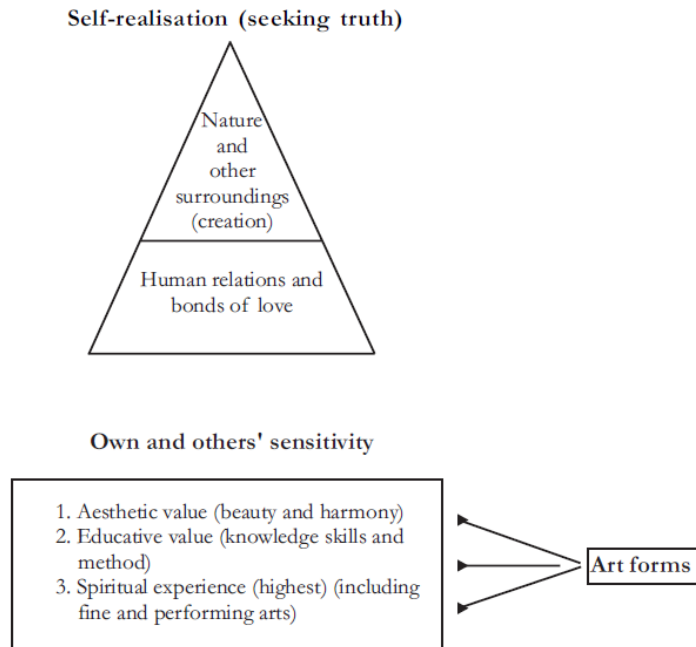 Self-realisation (seeking truth)
Nature
and
other
surroundings
(creation)
Human relations and
bonds of love
Own and others' sensitivity
1. Aesthetic value (beauty and harmony)
2. Educative value (knowledge skills and
method)
3. Spiritual experience (highest) (including
fine and performing arts)
Art forms